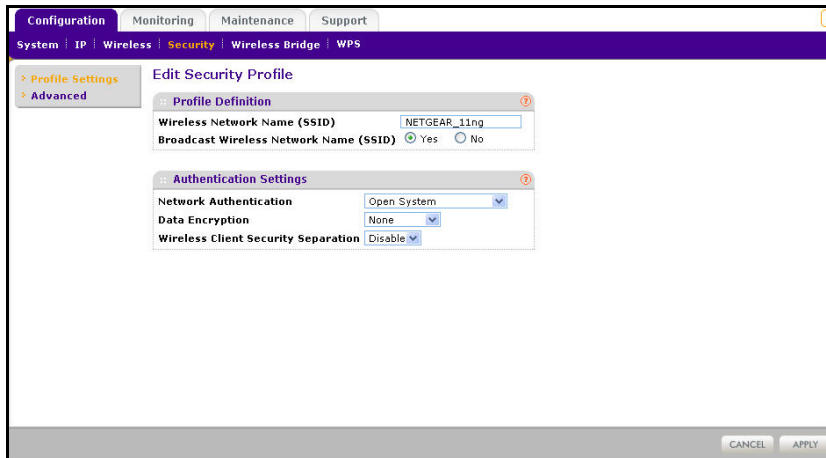 Configuration Monitoring Maintenance Support
System IP Wireless Security Wireless Bridge WPS
Profile Settings
Advanced
Edit Security Profile
Profile Definition ?
Wireless Network Name (SSID) NETGEAR_11ng
Broadcast Wireless Network Name (SSID) Yes No
Authentication Settings ?
Network Authentication Open System
Data Encryption None
Wireless Client Security Separation Disable
CANCEL APPLY